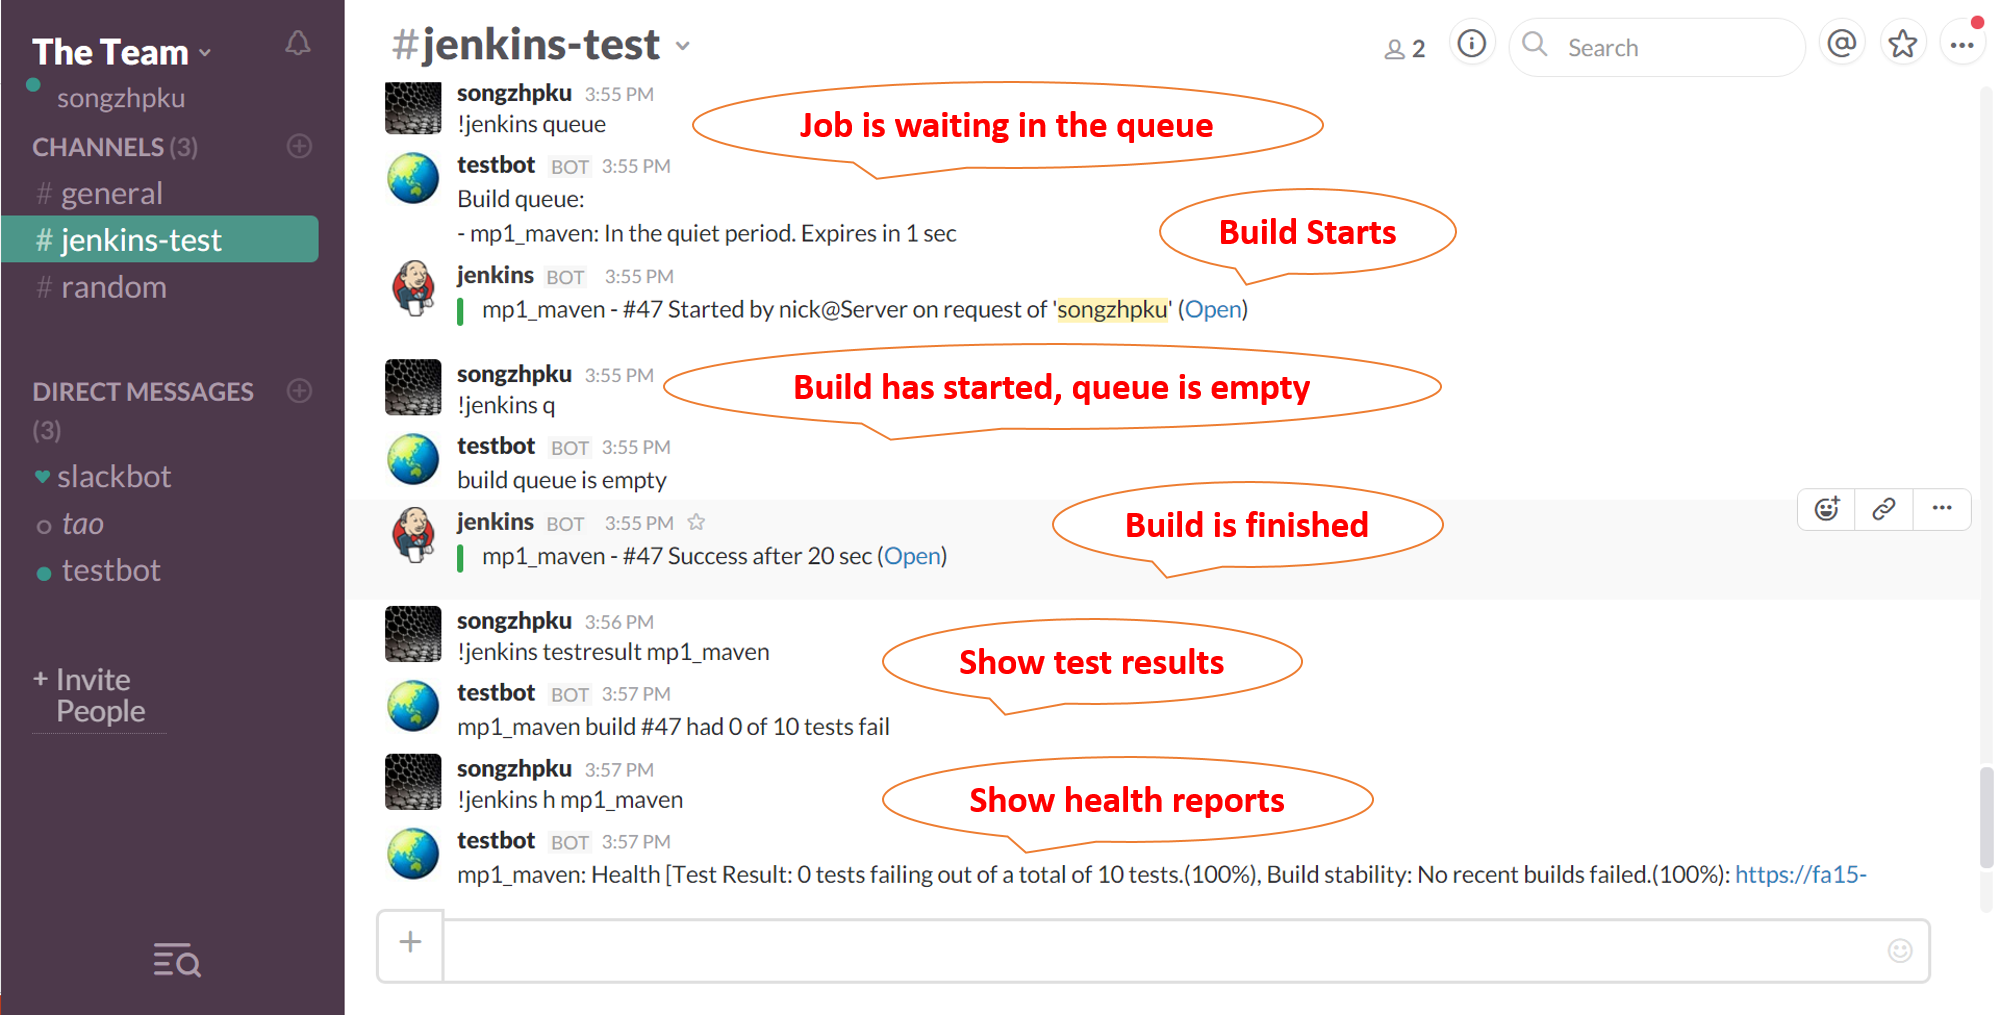 The Team
songzhpku
CHANNELS (3)
# general
# jenkins-test
# random
DIRECT MESSAGES
(3)
slackbot
tao
testbot
+ Invite
People
#jenkins-test
2
Search
songzhpku 3:55 PM
!jenkins queue
Job is waiting in the queue
testbot BOT 3:55 PM
Build queue:
- mp1_maven: In the quiet period. Expires in 1 sec
Build Starts
jenkins BOT 3:55 PM
mp1_maven - #47 Started by nick@Server on request of 'songzhpku' (Open)
songzhpku 3:55 PM
!jenkins q
Build has started, queue is empty
testbot BOT 3:55 PM
build queue is empty
jenkins BOT 3:55 PM
Build is finished
mp1_maven - #47 Success after 20 sec (Open)
songzhpku 3:56 PM
!jenkins testresult mp1_maven
Show test results
testbot BOT 3:57 PM
mp1_maven build #47 had 0 of 10 tests fail
songzhpku 3:57 PM
!jenkins h mp1_maven
Show health reports
testbot BOT 3:57 PM
mp1_maven: Health [Test Result: 0 tests failing out of a total of 10 tests.(100%), Build stability: No recent builds failed.(100%): https://fa15-